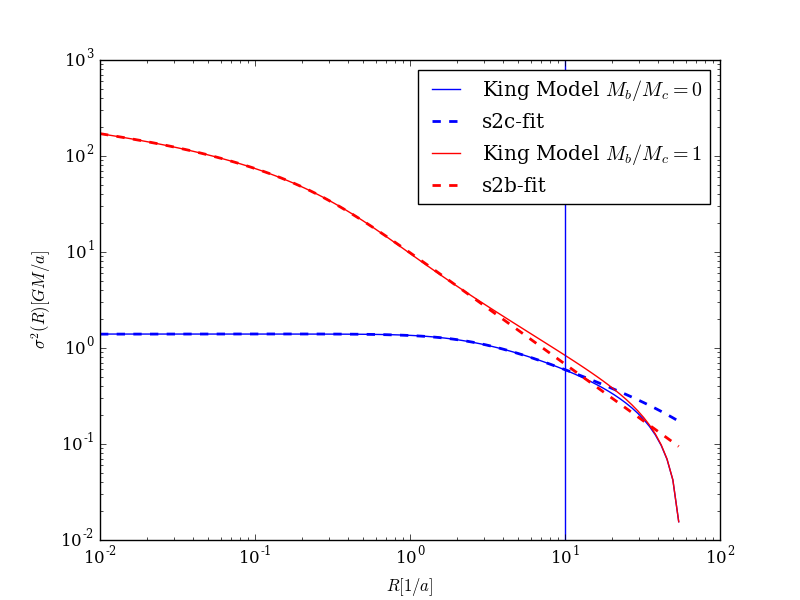 10^3
10^2
10^1
10^0
10^-1
10^-2
σ^2(R)[GM/a]
King Model M_b/M_c = 0
s2c-fit
King Model M_b/M_c = 1
s2b-fit
10^-2 10^-1 10^0 10^1 10^2
R[1/a]